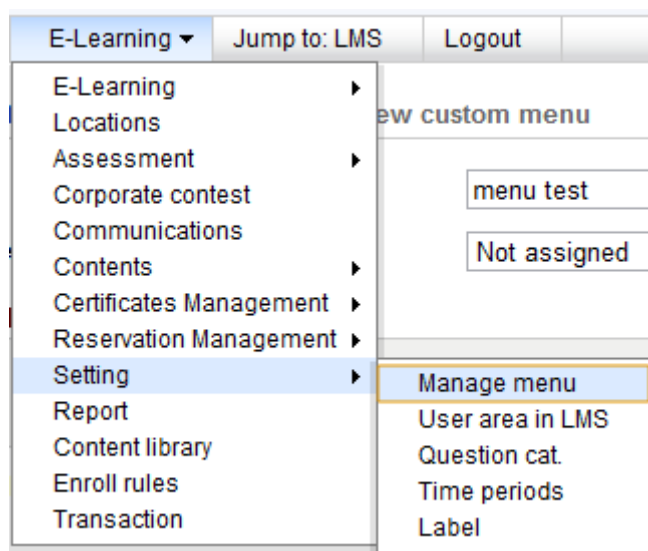 E-Learning Jump to: LMS Logout
E-Learning
Locations
Assessment
Corporate contest
Communications
Contents
Certificates Management
Reservation Management
Setting
Report
Content library
Enroll rules
Transaction
custom menu
menu test
Not assigned
Manage menu
User area in LMS
Question cat.
Time periods
Label